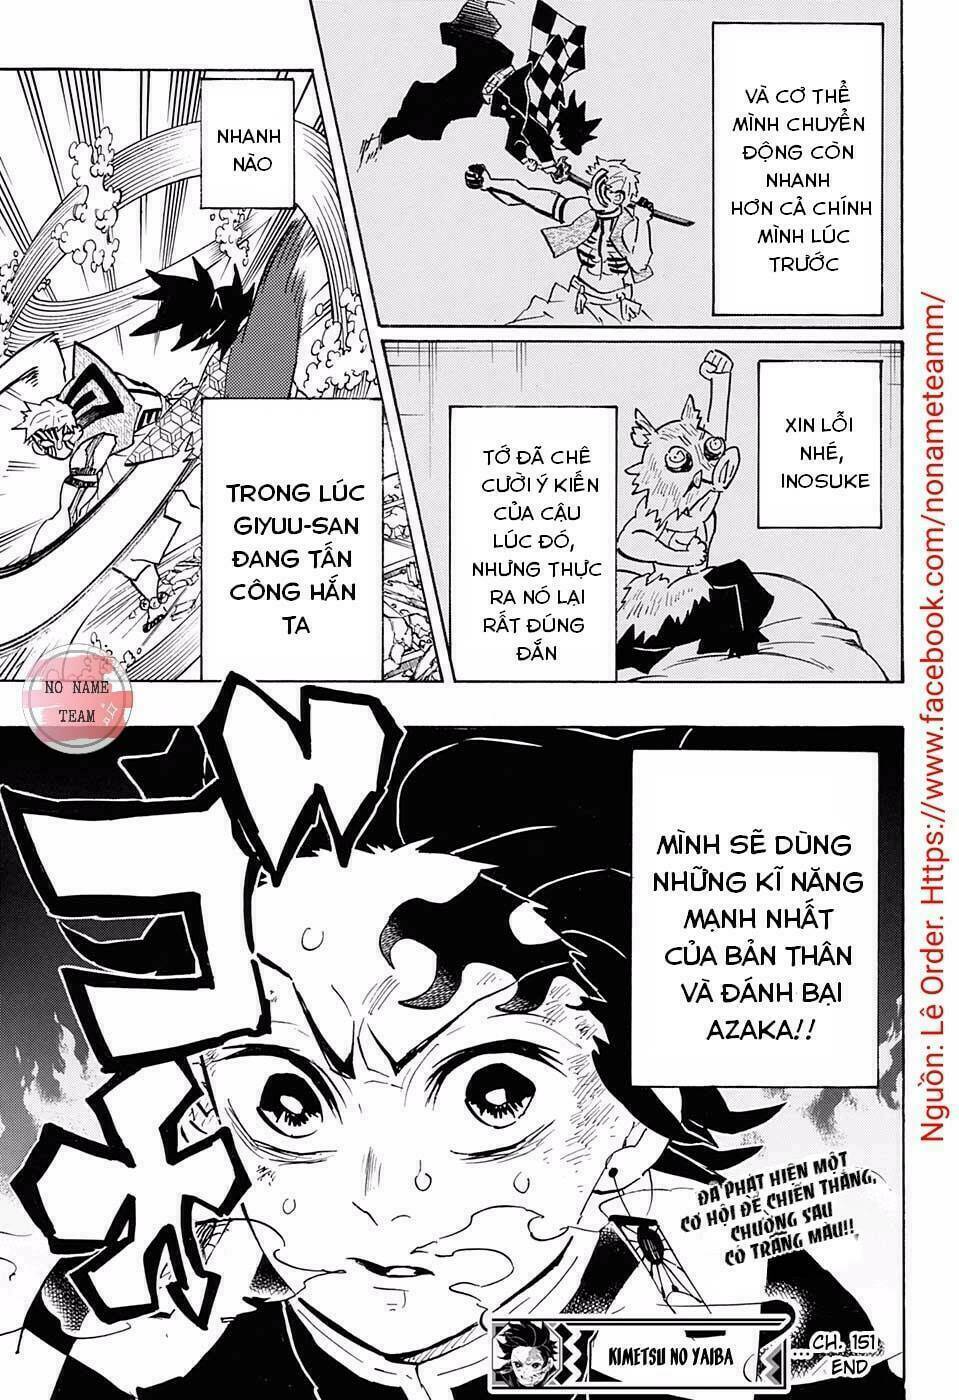 VÀ CƠ THỂ
MÌNH CHUYỂN
ĐỘNG CÒN
NHANH
HƠN CẢ CHÍNH
MÌNH LÚC
TRƯỚC
XIN LỖI
NHÉ,
INOSUKE
TỚ ĐÃ CHÊ
CƯỜI Ý KIẾN
CỦA CẬU
LÚC ĐÓ,
NHƯNG THỰC
RA NÓ LẠI
RẤT ĐÚNG
ĐẮN
NHANH
NÀO
TRONG LÚC
GIYUU-SAN
ĐANG TẤN
CÔNG HẮN
TA
NO NAME
TEAM
MÌNH SẼ DÙNG
NHỮNG KĨ NĂNG
MẠNH NHẤT
CỦA BẢN THÂN
VÀ ĐÁNH BẠI
AZAKA!!
ĐÃ PHÁT HIỆN MỘT
CƠ HỘI ĐỂ CHIẾN THẮNG,
CHƯỜNG SAU
CÓ TRANG MÀU!!
KIMETSU NO YAIBA
...CH. 151
END
Nguồn: Lê Order. Https://www.facebook.com/nonameteamm/